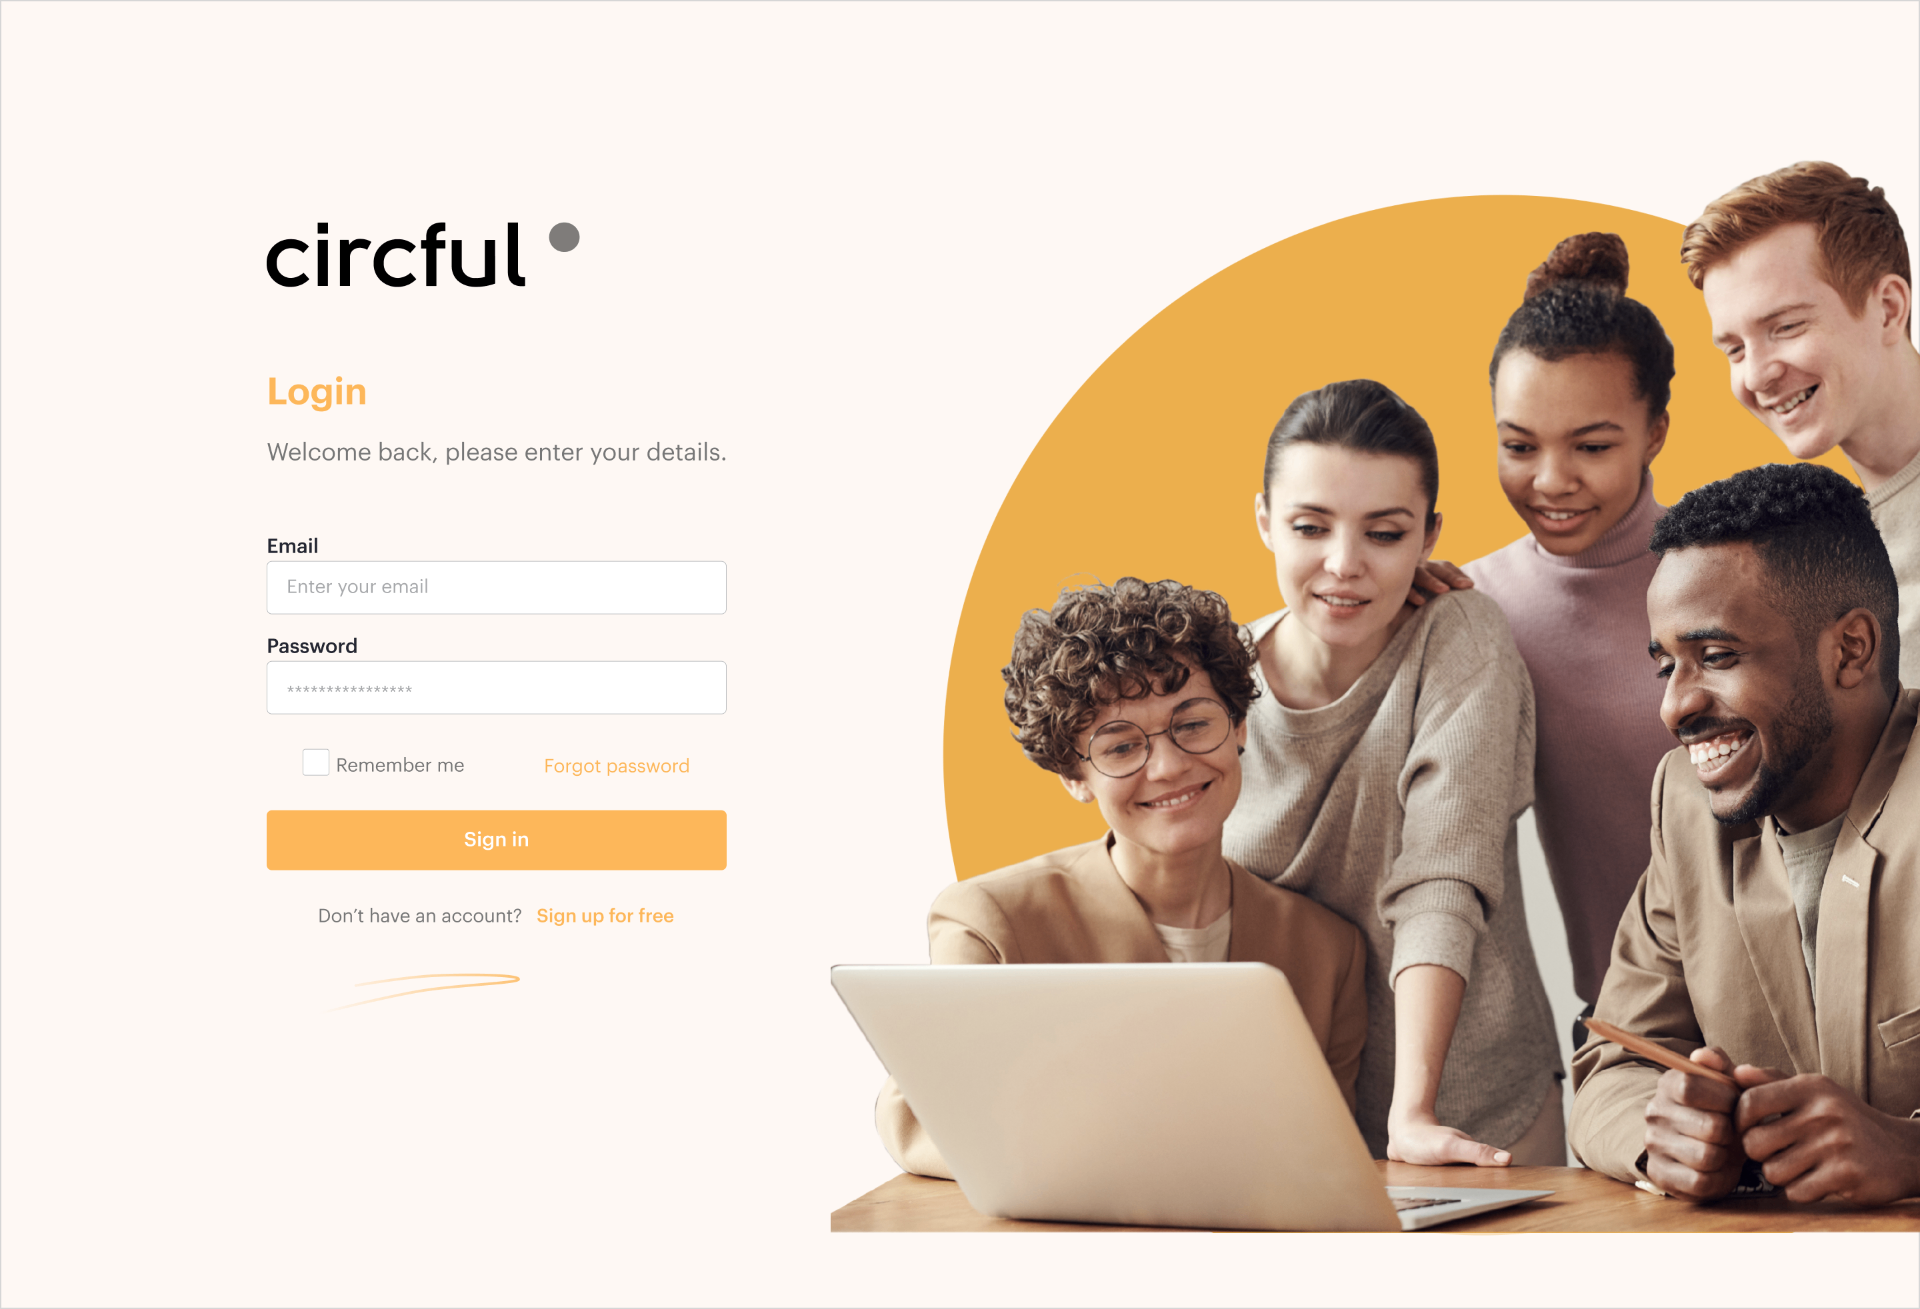 circful
Login
Welcome back, please enter your details.
Email
Enter your email
Password
****************
Remember me
Forgot password
Sign in
Don’t have an account? Sign up for free